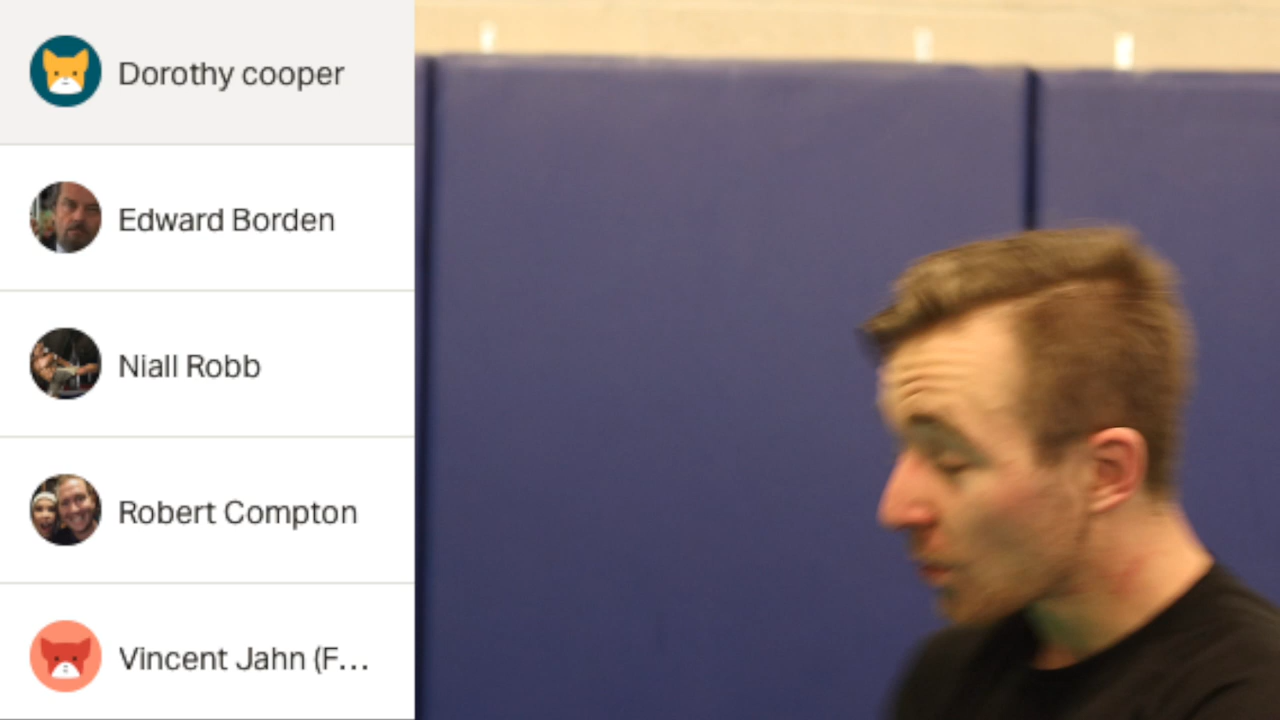 Dorothy cooper
Edward Borden
Niall Robb
Robert Compton
Vincent Jahn (F...